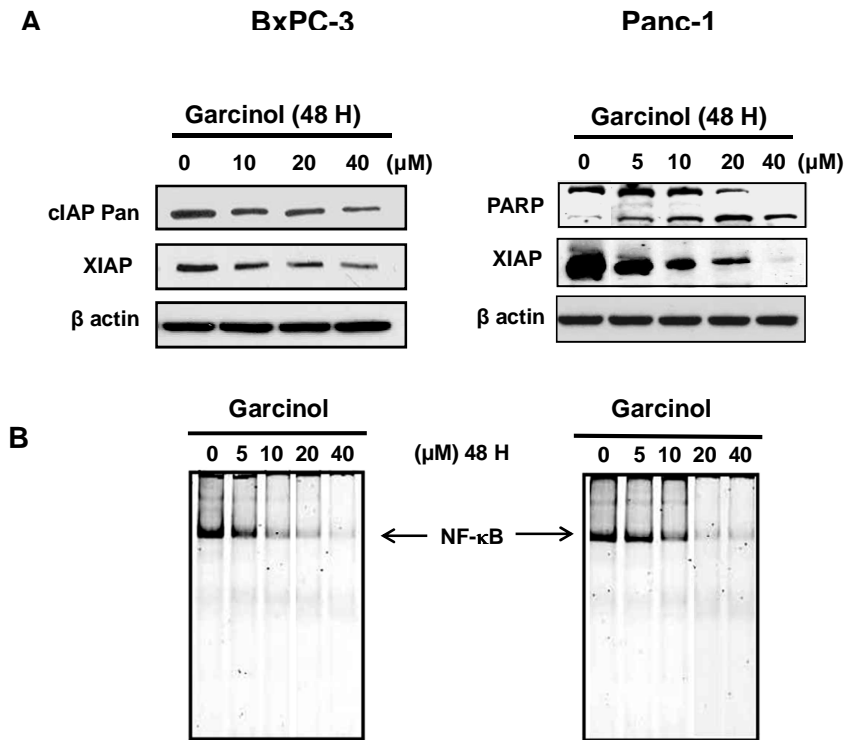 A
BxPC-3
Panc-1
Garcinol (48 H)
0 10 20 40 (µM)
cIAP Pan
XIAP
β actin
Garcinol (48 H)
0 5 10 20 40
PARP
XIAP
β actin
B
Garcinol
0 5 10 20 40 (µM) 48 H
NF-κB
Garcinol
0 5 10 20 40